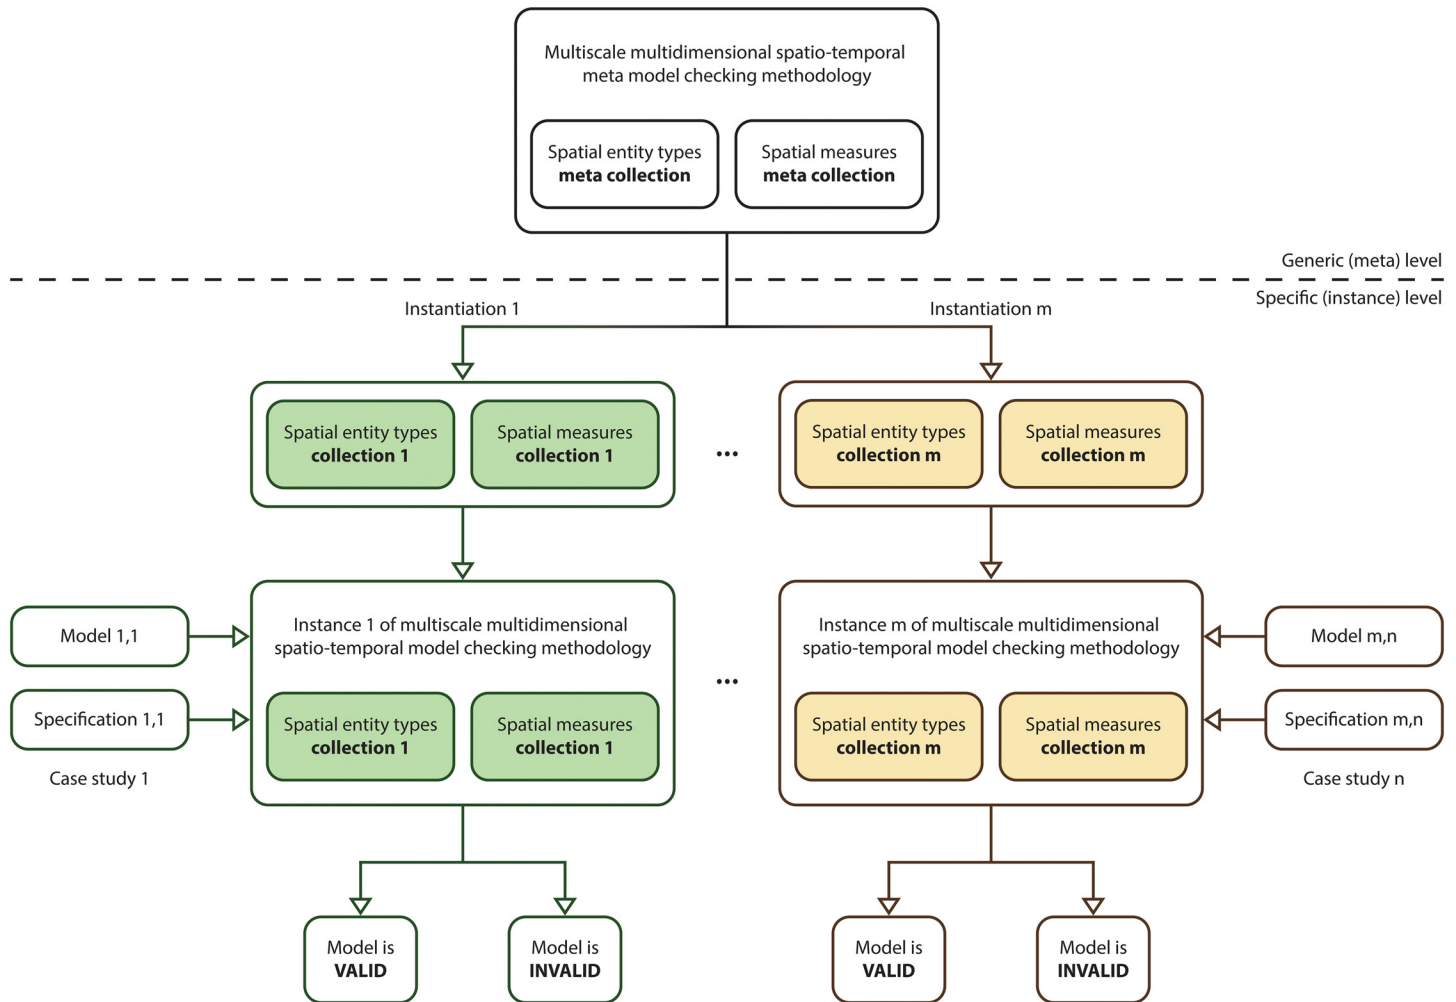 Multiscale multidimensional spatio-temporal
meta model checking methodology
Spatial entity types
meta collection
Spatial measures
meta collection
Generic (meta) level
Specific (instance) level
Instantiation 1
Instantiation m
Spatial entity types
collection 1
Spatial measures
collection 1
...
Spatial entity types
collection m
Spatial measures
collection m
Model 1,1
Specification 1,1
Case study 1
Instance 1 of multiscale multidimensional
spatio-temporal model checking methodology
Spatial entity types
collection 1
Spatial measures
collection 1
...
Instance m of multiscale multidimensional
spatio-temporal model checking methodology
Spatial entity types
collection m
Spatial measures
collection m
Model m,n
Specification m,n
Case study n
Model is
VALID
Model is
INVALID
Model is
VALID
Model is
INVALID